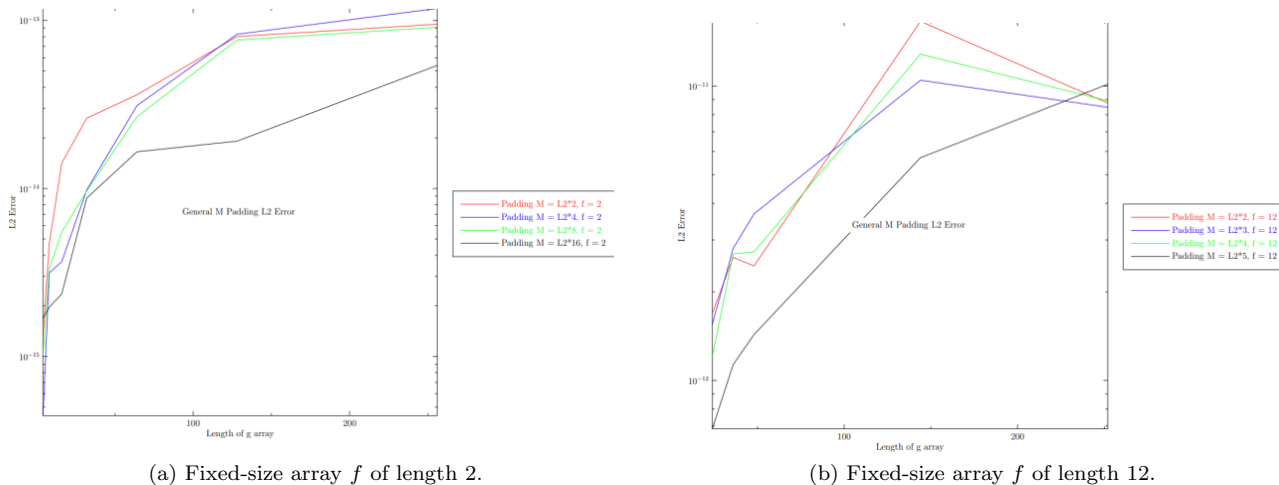 10^−13
10^−14
10^−15
L2 Error
General M Padding L2 Error
100
200
Length of g array
Padding M = L2*2, f = 2
Padding M = L2*4, f = 2
Padding M = L2*8, f = 2
Padding M = L2*16, f = 2
(a) Fixed-size array f of length 2.
10^−11
10^−12
L2 Error
General M Padding L2 Error
100
200
Length of g array
Padding M = L2*2, f = 12
Padding M = L2*3, f = 12
Padding M = L2*4, f = 12
Padding M = L2*5, f = 12
(b) Fixed-size array f of length 12.